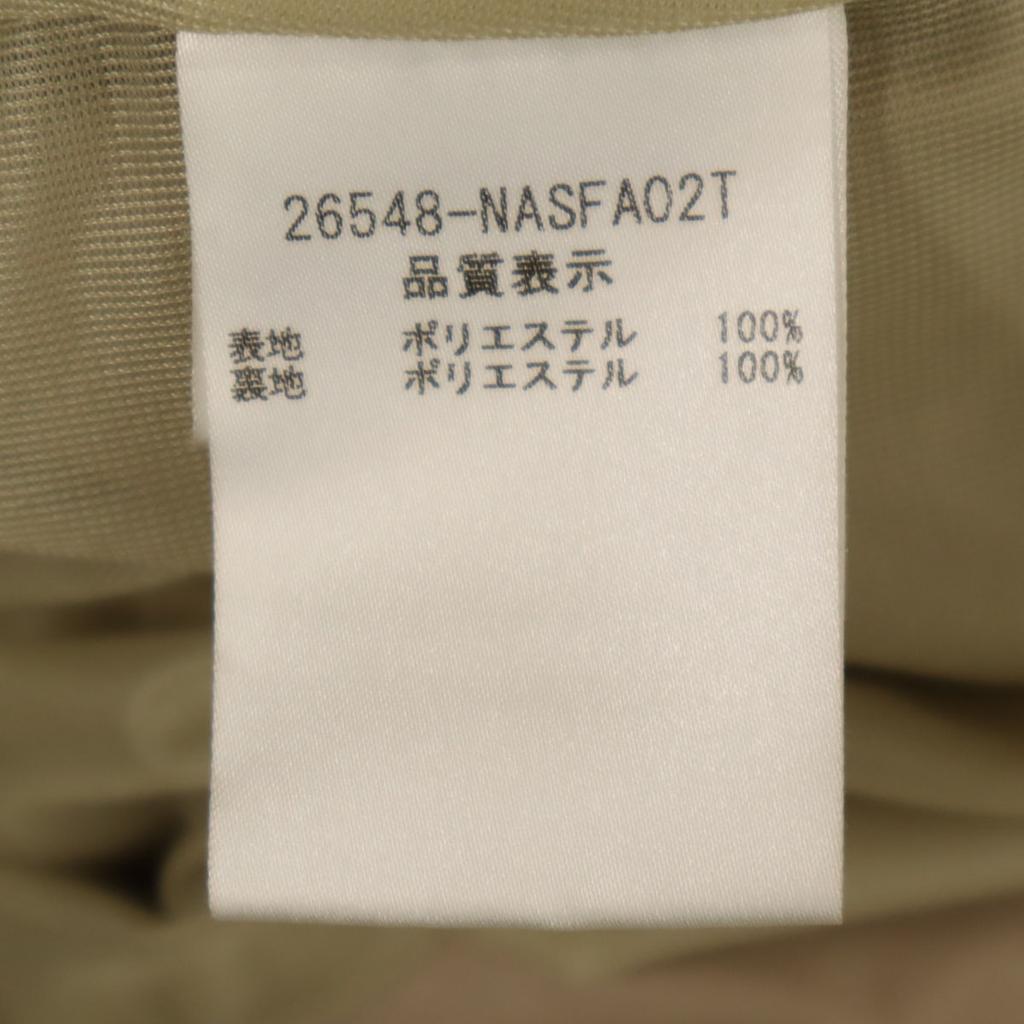 26548-NASFA02T
品質表示
表地 ポリエステル 100%
裏地 ポリエステル 100%